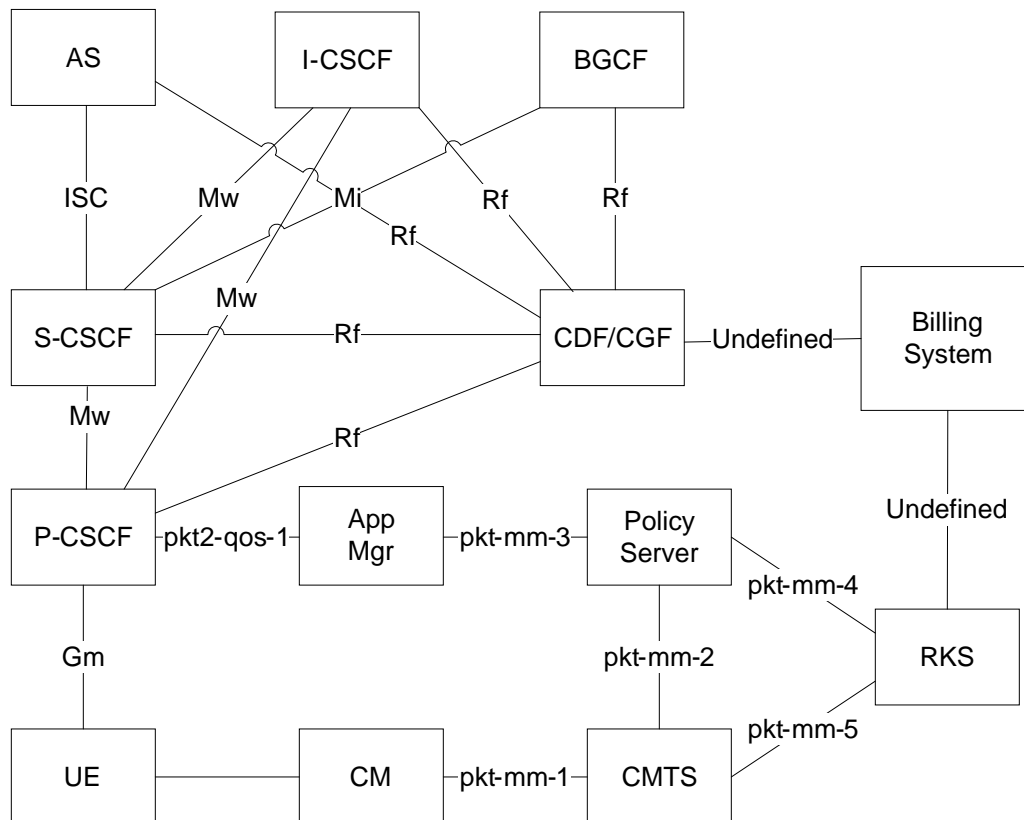 AS
I-CSCF
BGCF
ISC
Mw
Mi
Rf
Rf
Rf
Mw
S-CSCF
Rf
CDF/CGF
Undefined
Billing
System
Mw
Rf
Undefined
P-CSCF
pkt2-qos-1
App
Mgr
pkt-mm-3
Policy
Server
pkt-mm-4
Gm
pkt-mm-2
RKS
pkt-mm-5
UE
CM
pkt-mm-1
CMTS